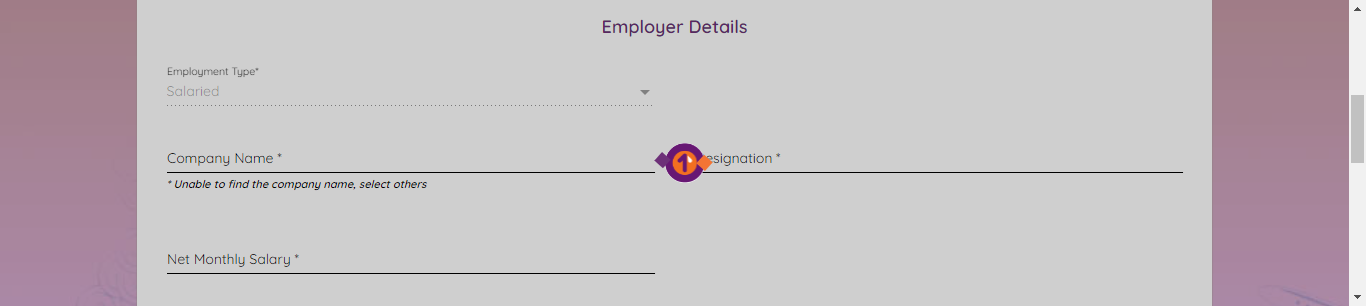 Employer Details
Employment Type*
Salaried
Company Name *
1
esignation *
* Unable to find the company name, select others
Net Monthly Salary *